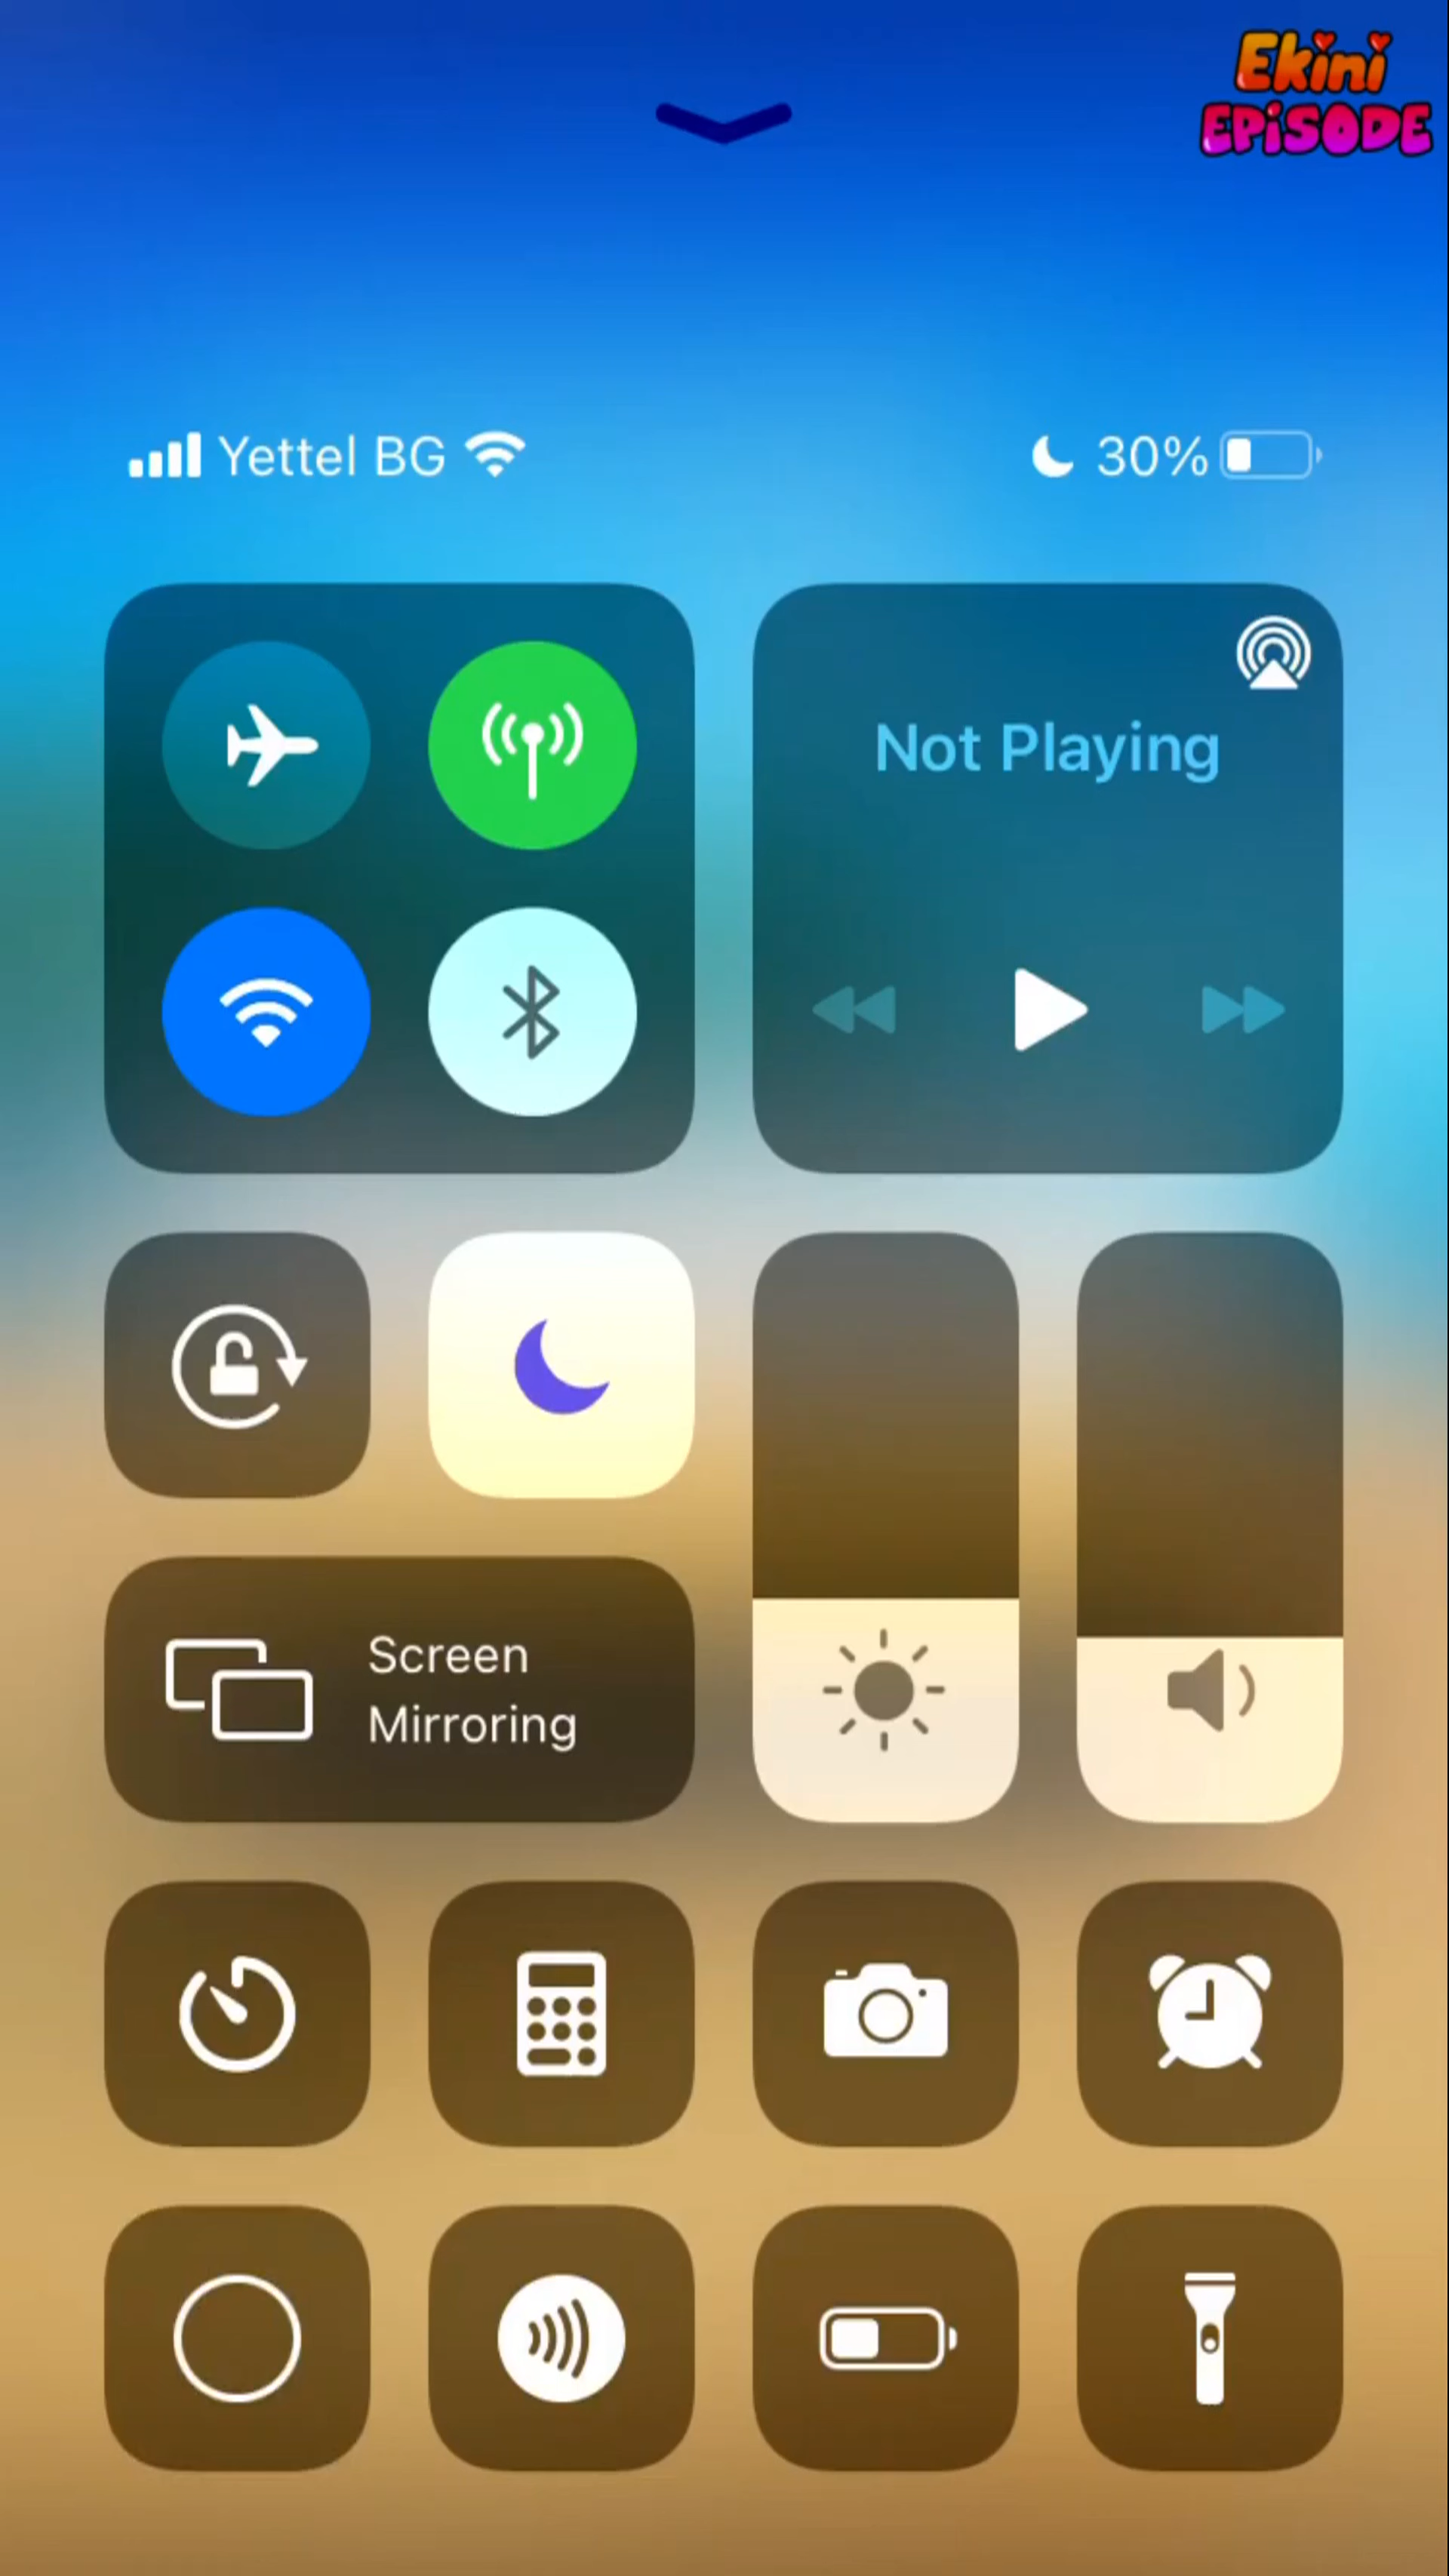 Ekini
EPiSODE
Yettel BG
30%
Not Playing
Screen
Mirroring